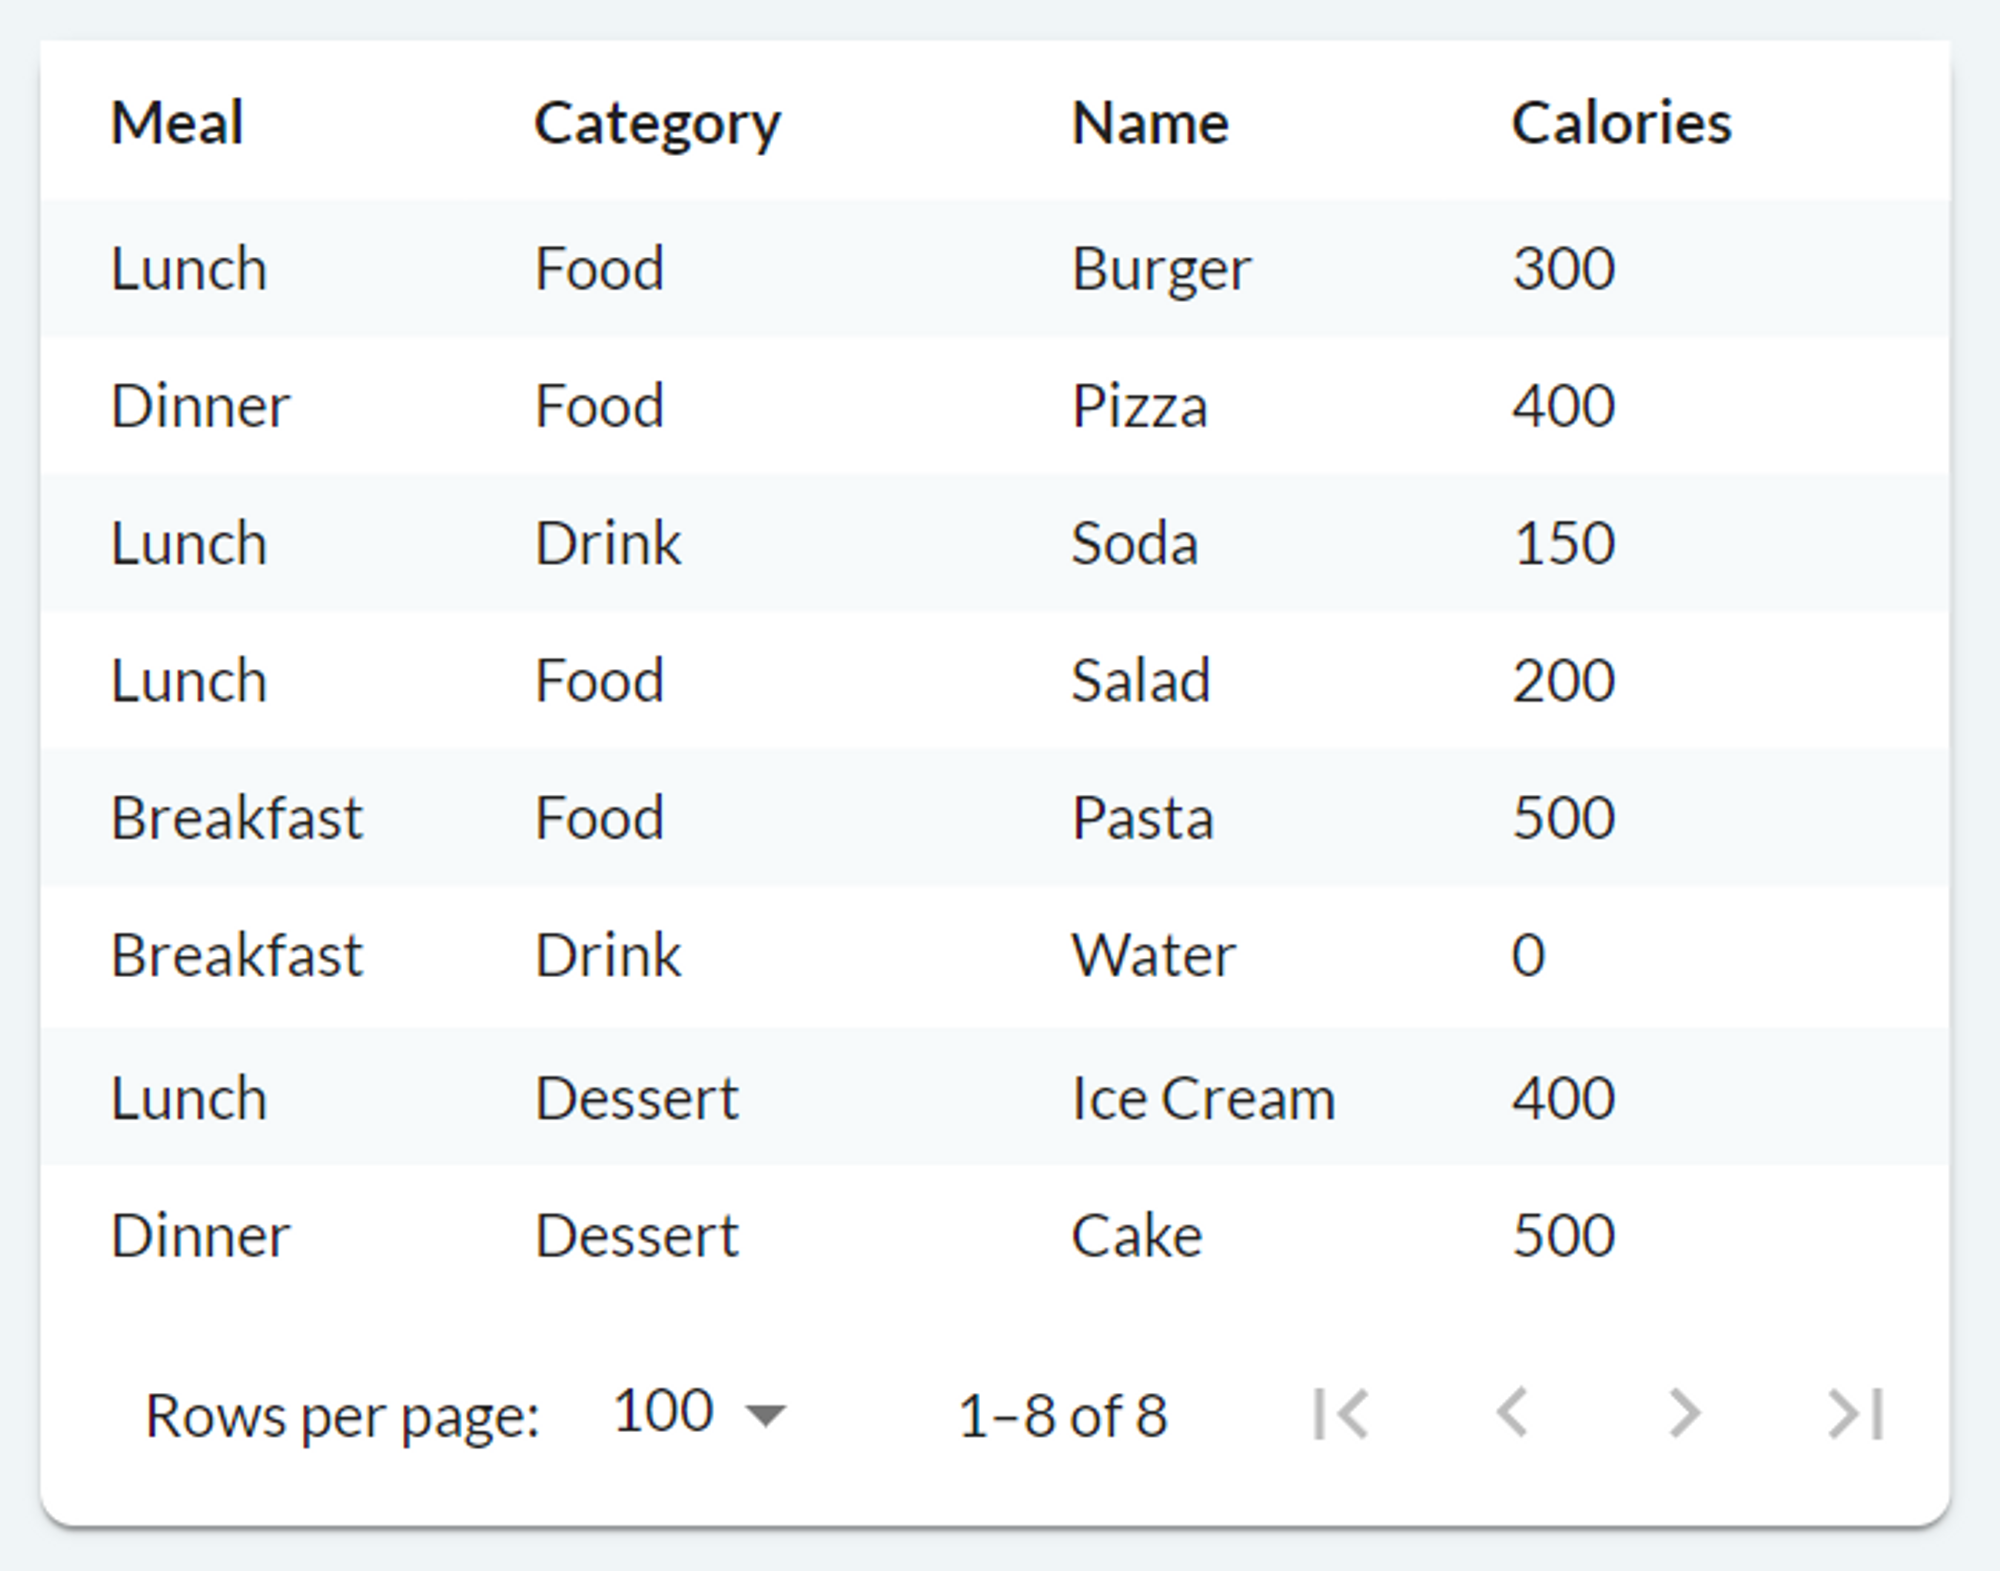 Meal Category Name Calories
Lunch Food Burger 300
Dinner Food Pizza 400
Lunch Drink Soda 150
Lunch Food Salad 200
Breakfast Food Pasta 500
Breakfast Drink Water 0
Lunch Dessert Ice Cream 400
Dinner Dessert Cake 500
Rows per page: 100 1–8 of 8